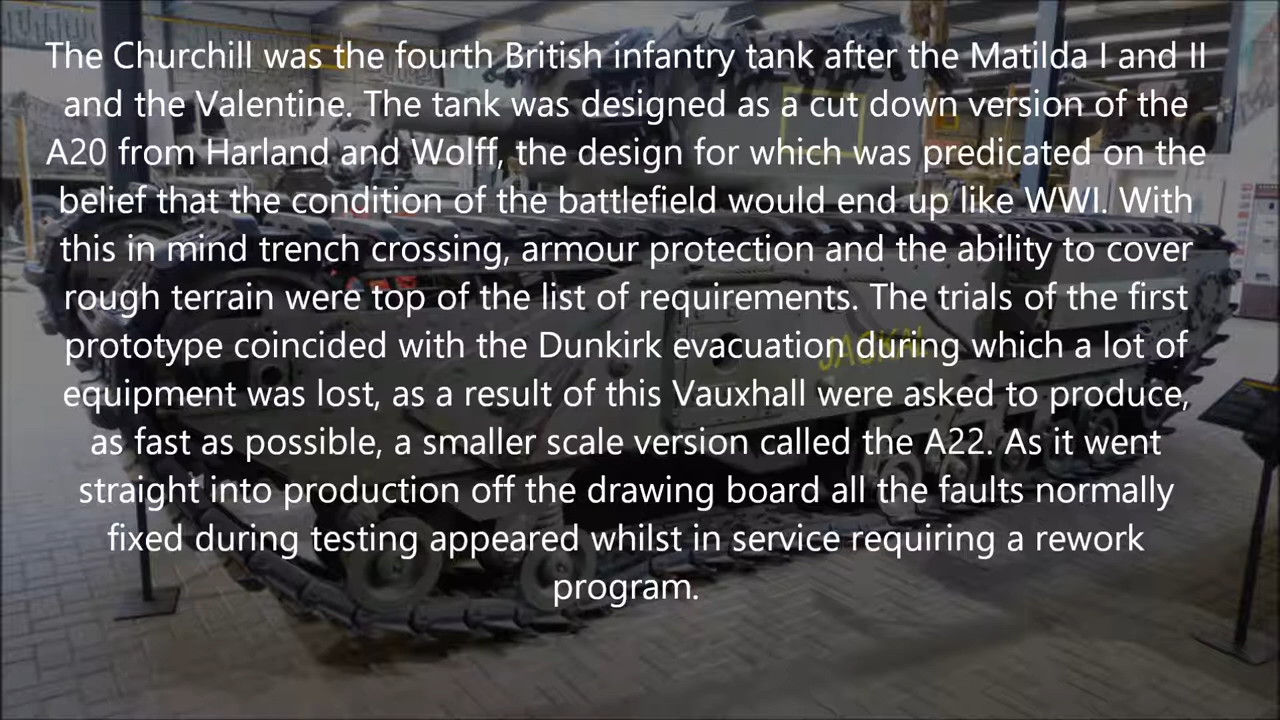 The Churchill was the fourth British infantry tank after the Matilda I and II
and the Valentine. The tank was designed as a cut down version of the
A20 from Harland and Wolff, the design for which was predicated on the
belief that the condition of the battlefield would end up like WWI. With
this in mind trench crossing, armour protection and the ability to cover
rough terrain were top of the list of requirements. The trials of the first
prototype coincided with the Dunkirk evacuation during which a lot of
equipment was lost, as a result of this Vauxhall were asked to produce,
as fast as possible, a smaller scale version called the A22. As it went
straight into production off the drawing board all the faults normally
fixed during testing appeared whilst in service requiring a rework
program.
JACKAL